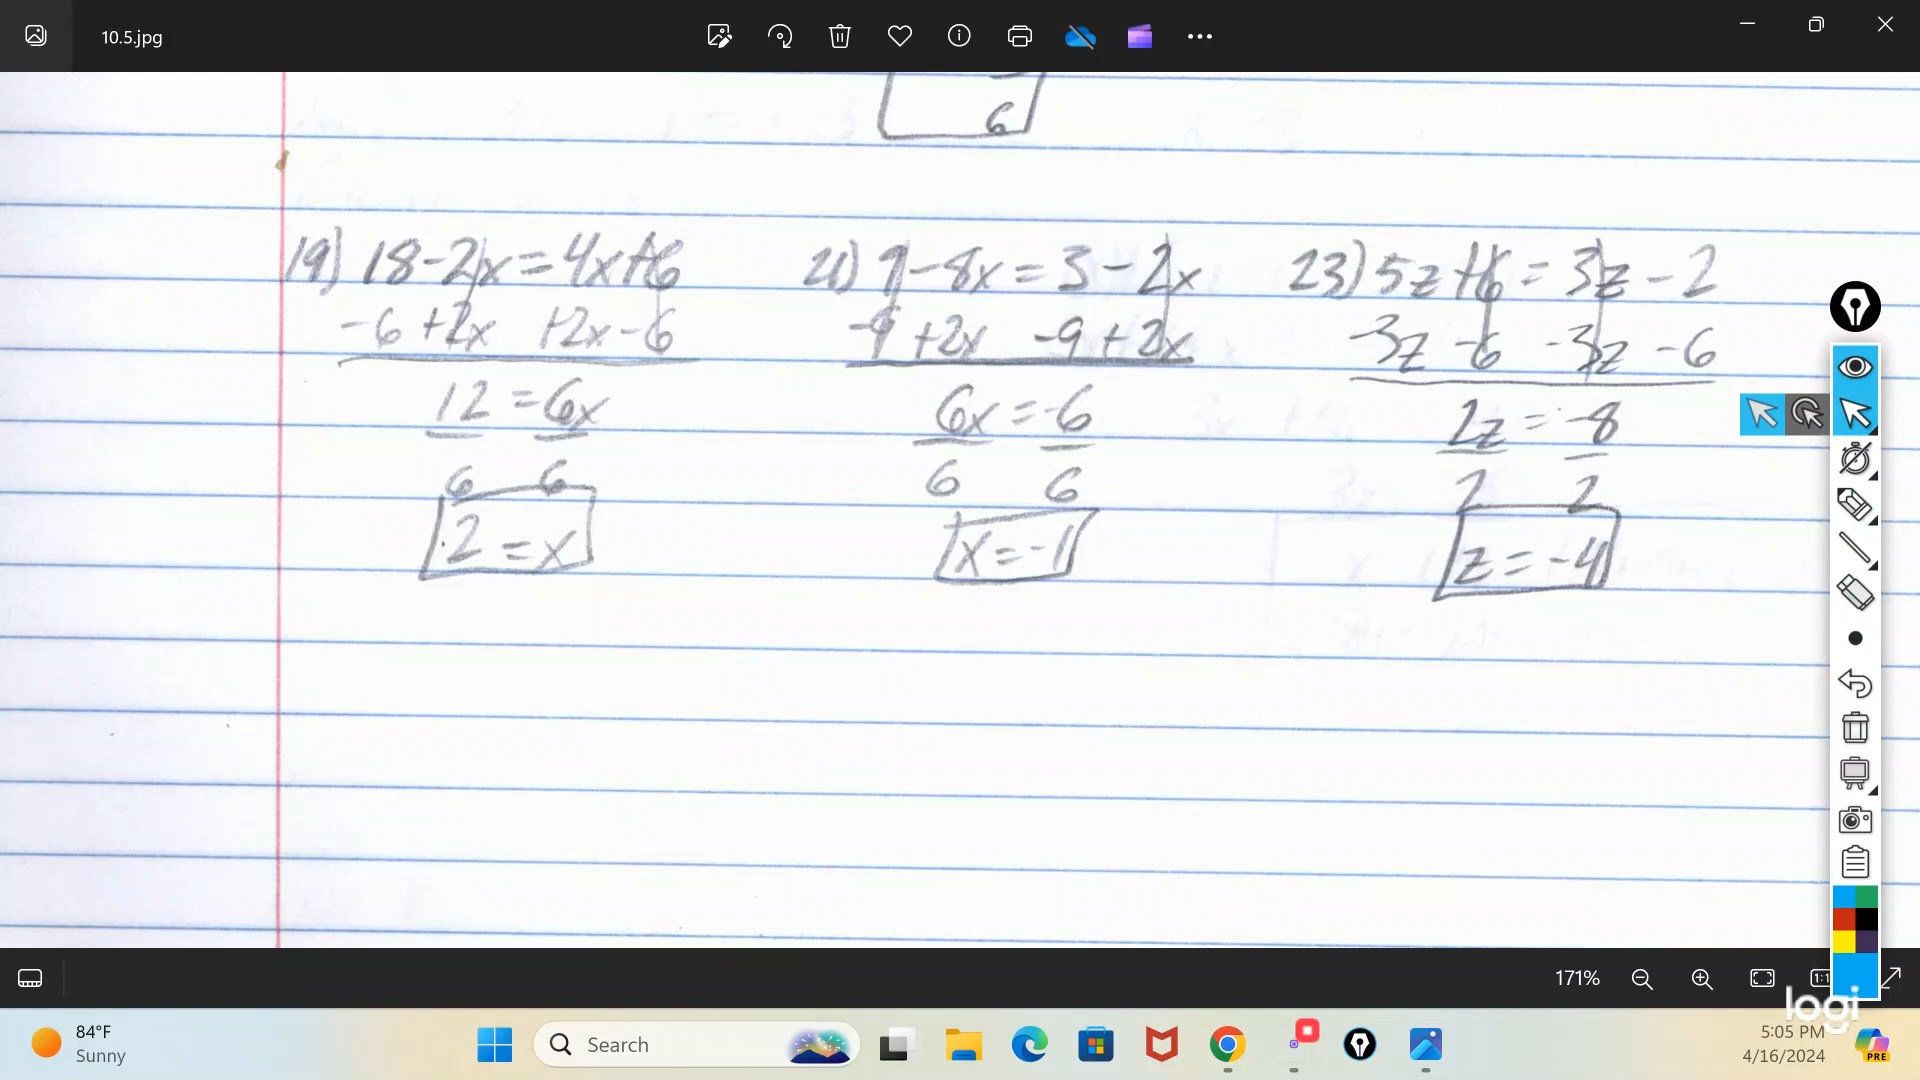 10.5.jpg
6
19) 18-2x=4x+6
-6 +2x +2x-6
12 = 6x
6 6
2 = x
21) 9-8x=3-2x
-9 +2x -9 +2x
6x = -6
6 6
x = -1
23) 5z+6 = 3z-2
-3z -6 -3z -6
2z = -8
2 2
z = -4
171%
1:1
logi
84°F
Sunny
Search
5:05 PM
4/16/2024
PRE